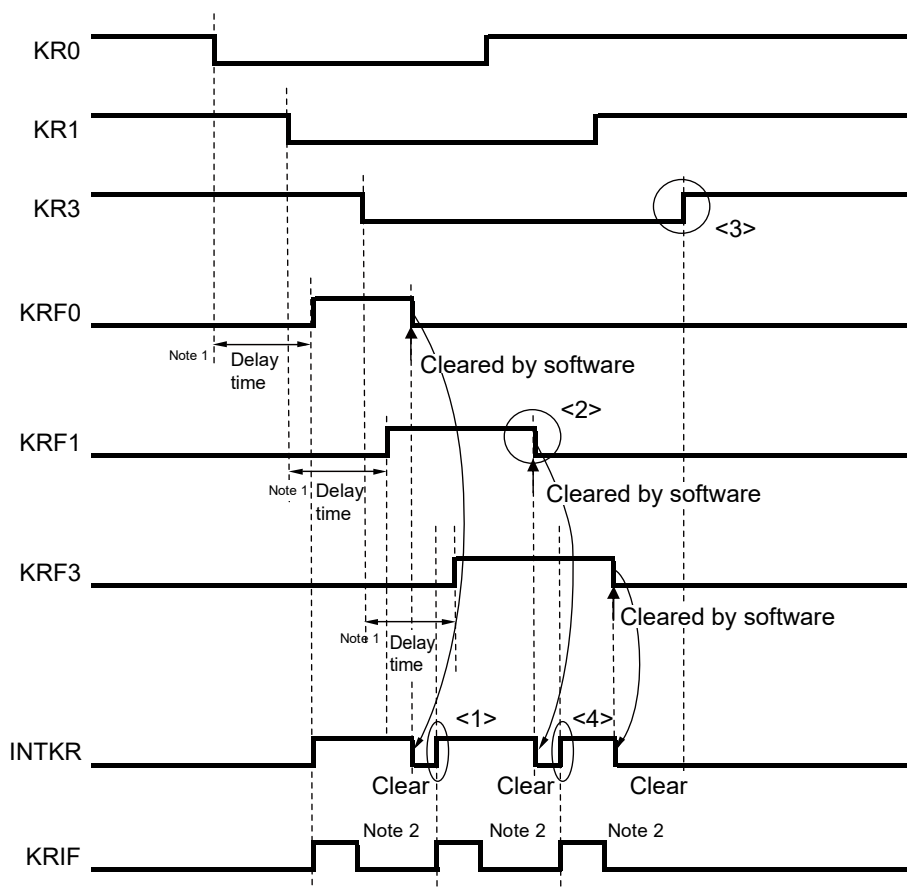 KR0
KR1
KR3
<3>
KRF0
Note 1 Delay
time
Cleared by software
<2>
KRF1
Note 1 Delay
time
Cleared by software
KRF3
Note 1 Delay
time
Cleared by software
<1>
<4>
INTKR
Clear
Clear
Clear
Note 2
Note 2
Note 2
KRIF